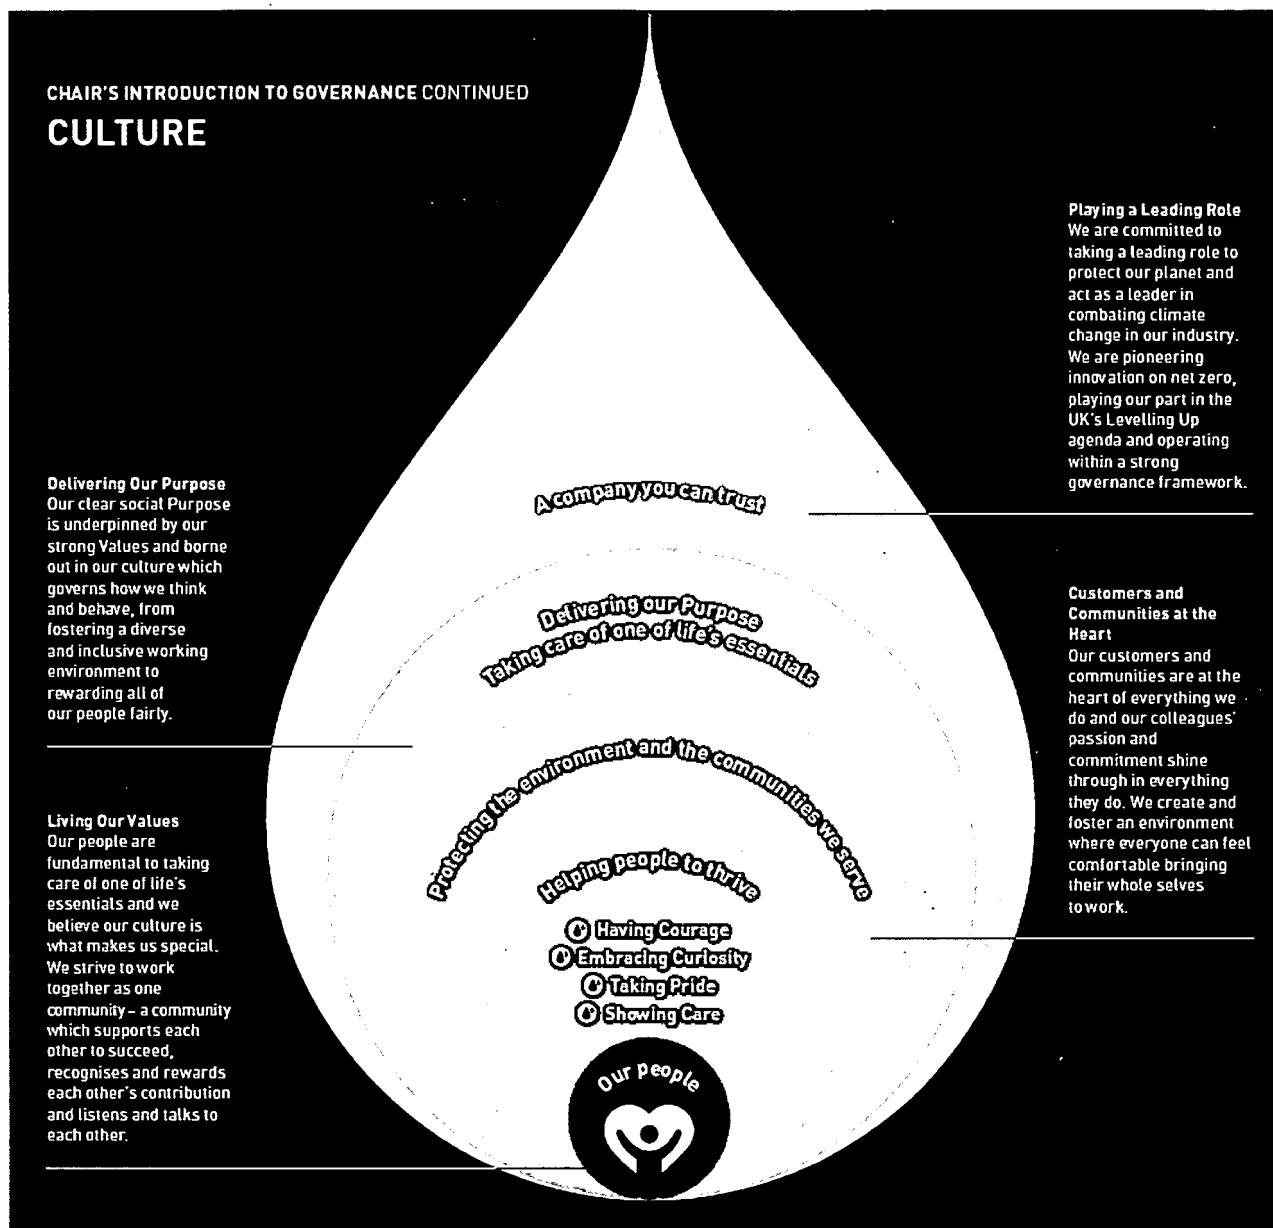 CHAIR'S INTRODUCTION TO GOVERNANCE CONTINUED
CULTURE
Delivering Our Purpose
Our clear social Purpose
is underpinned by our
strong Values and borne
out in our culture which
governs how we think
and behave, from
fostering a diverse
and inclusive working
environment to
rewarding all of
our people fairly.
Living Our Values
Our people are
fundamental to taking
care of one of life's
essentials and we
believe our culture is
what makes us special.
We strive to work
together as one
community – a community
which supports each
other to succeed,
recognises and rewards
each other's contribution
and listens and talks to
each other.
A company you can trust
Delivering our Purpose
Taking care of one of life's essentials
Protecting the environment and the communities we serve
Helping people to thrive
Having Courage
Embracing Curiosity
Taking Pride
Showing Care
Our people
Playing a Leading Role
We are committed to
taking a leading role to
protect our planet and
act as a leader in
combating climate
change in our industry.
We are pioneering
innovation on net zero,
playing our part in the
UK's Levelling Up
agenda and operating
within a strong
governance framework.
Customers and
Communities at the
Heart
Our customers and
communities are at the
heart of everything we
do and our colleagues'
passion and
commitment shine
through in everything
they do. We create and
foster an environment
where everyone can feel
comfortable bringing
their whole selves
to work.